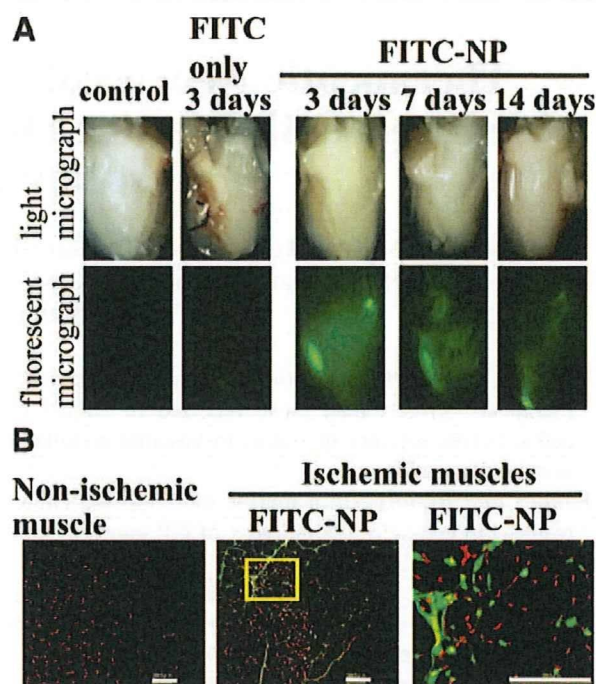 A
FITC
only
3 days
control
FITC-NP
3 days 7 days 14 days
light
micrograph
fluorescent
micrograph
B
Non-ischemic
muscle
Ischemic muscles
FITC-NP
FITC-NP